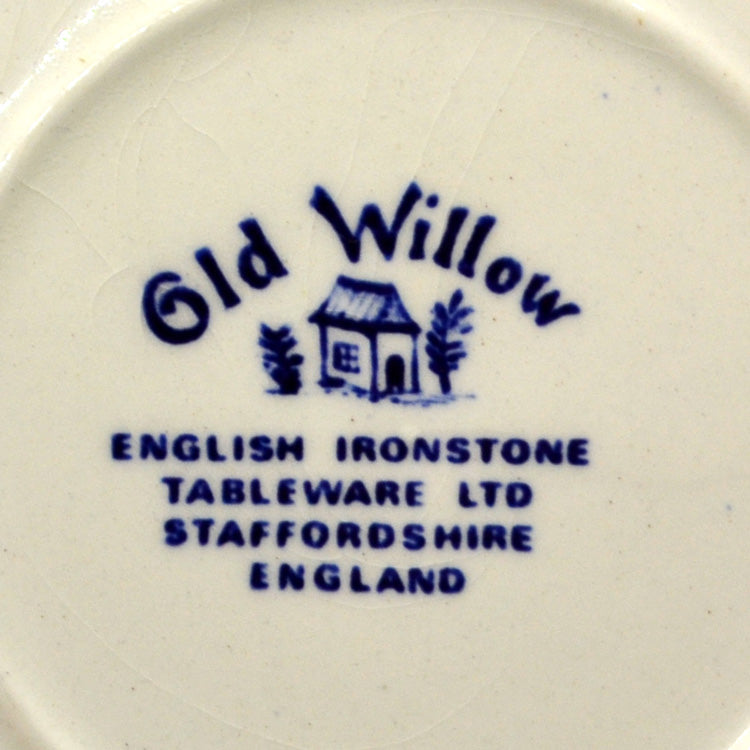 Old Willow
ENGLISH IRONSTONE
TABLEWARE LTD
STAFFORDSHIRE
ENGLAND